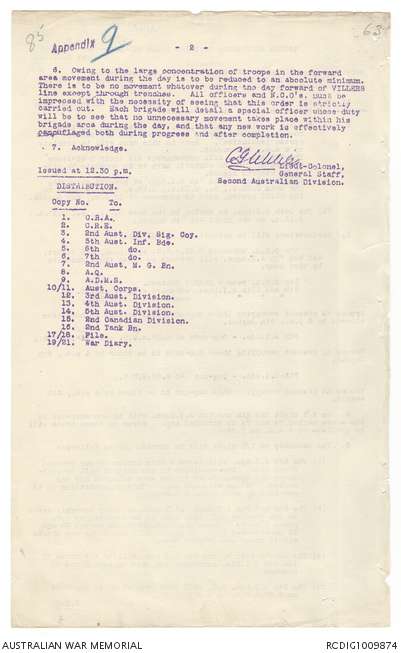 85
Appendix 9
- 2 -
63
6. Owing to the large concentration of troops in the forward
area movement during the day is to be reduced to an absolute minimum.
There is to be no movement whatever during the day forward of VILLERS
line except through trenches. All officers and N.C.O's. must be
impressed with the necessity of seeing that this order is strictly
carried out. Each brigade will detail a special officer whose duty
will be to see that no unnecessary movement takes place within his
brigade area during the day, and that any new work is effectively
camouflaged both during progress and after completion.
7. Acknowledge.
Lieut-Colonel,
General Staff,
Second Australian Division.
Issued at 12.30 p.m.
DISTRIBUTION.
Copy No. To.
1. C.R.A.
2. C.R.E.
3. 2nd Aust. Div. Sig. Coy.
4. 5th Aust. Inf. Bde.
5. 6th do.
6. 7th do.
7. 2nd Aust. M. G. Bn.
8. A.Q.
9. A.D.M.S.
10/11. Aust. Corps.
12. 3rd Aust. Division.
13. 4th Aust. Division.
14. 5th Aust. Division.
15. 2nd Canadian Division.
16. 2nd Tank Bn.
17/18. File.
19/21. War Diary.
AUSTRALIAN WAR MEMORIAL
RCDIG1009874